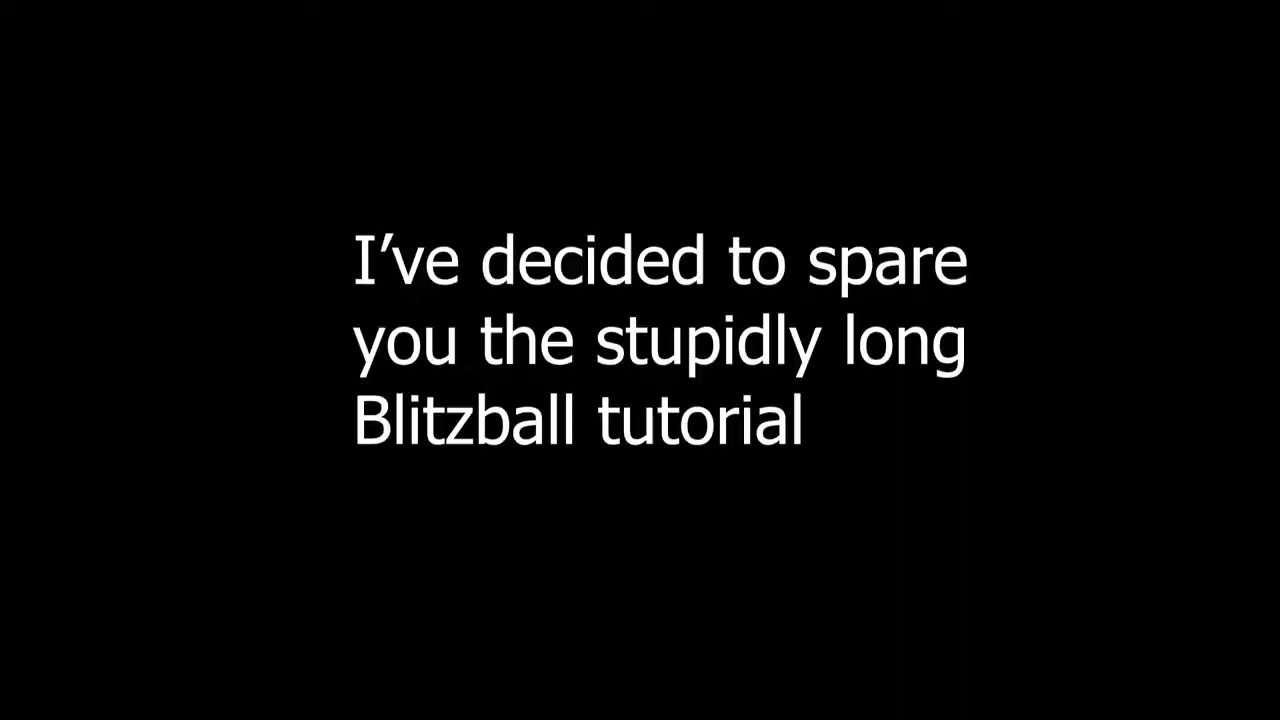 I’ve decided to spare
you the stupidly long
Blitzball tutorial